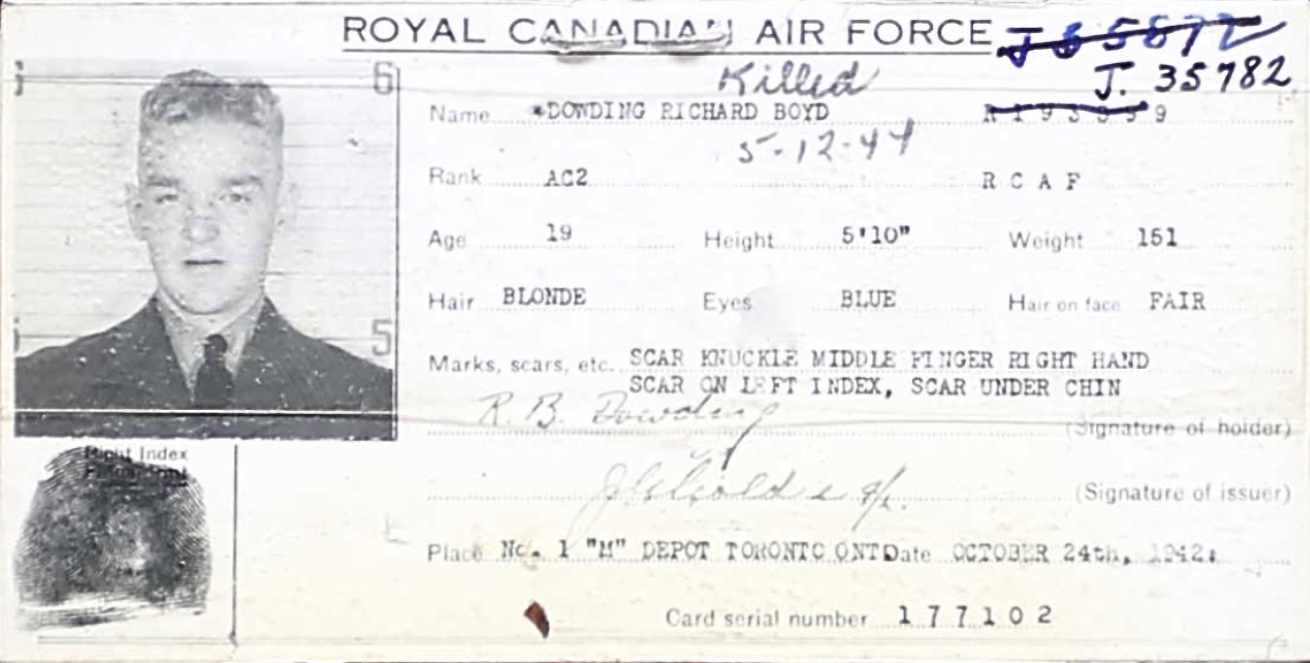 ROYAL CANADIAN AIR FORCE
J. 35782
Killed
Name *DOWDING RICHARD BOYD
5-12-44
Rank AC2 R C A F
Age 19 Height 5'10" Weight 151
Hair BLONDE Eyes BLUE Hair on face FAIR
Marks, scars, etc. SCAR KNUCKLE MIDDLE FINGER RIGHT HAND
SCAR ON LEFT INDEX, SCAR UNDER CHIN
R. B. Dowding
(Signature of holder)
(Signature of issuer)
Right Index
Place No. 1 "M" DEPOT TORONTO ONT Date OCTOBER 24th, 1942.
Card serial number 177102
6
5